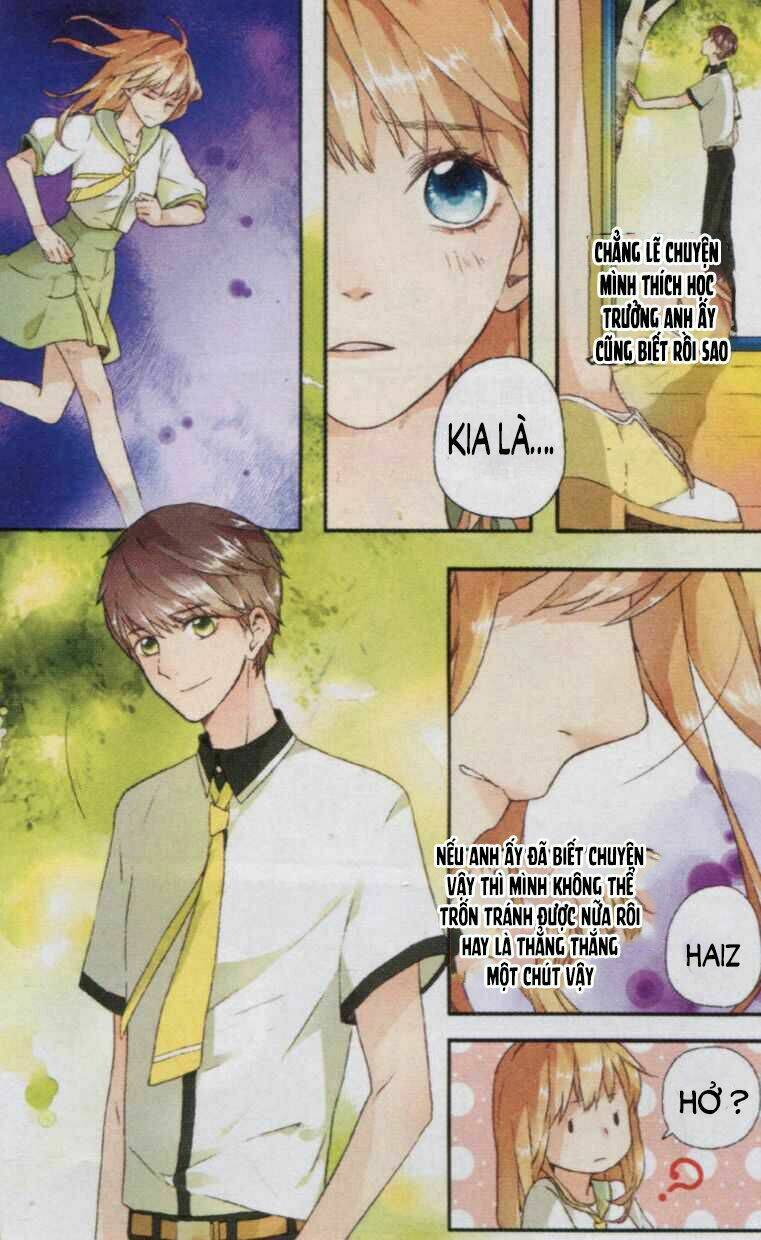 KIA LÀ....
CHẲNG LẼ CHUYỆN
MÌNH THÍCH HỌC
TRƯỞNG ANH ẤY
CŨNG BIẾT RỒI SAO
NẾU ANH ẤY ĐÃ BIẾT CHUYỆN
VẬY THÌ MÌNH KHÔNG THỂ
TRỐN TRÁNH ĐƯỢC NỮA RÔI
HAY LÀ THẲNG THẮNG
MỘT CHÚT VẬY
HAIZ
HỞ ?
?